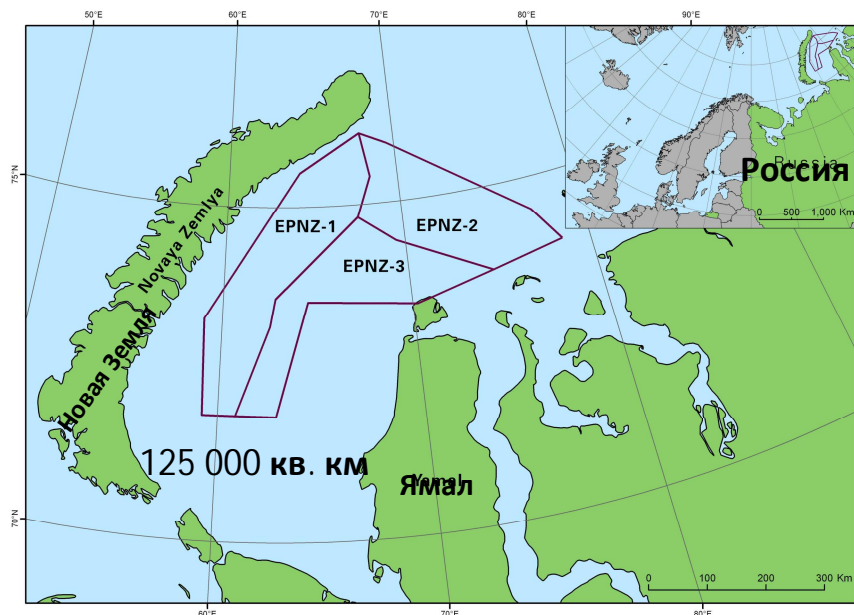 50°E 60°E 70°E 80°E 90°E
75°N
70°N
Novaya Zemlya
Новая Земля
EPNZ-1
EPNZ-2
EPNZ-3
125 000 кв. км
Yamal
Ямал
Russia
Россия
0 500 1,000 Km
0 100 200 300 Km
60°E 70°E 80°E